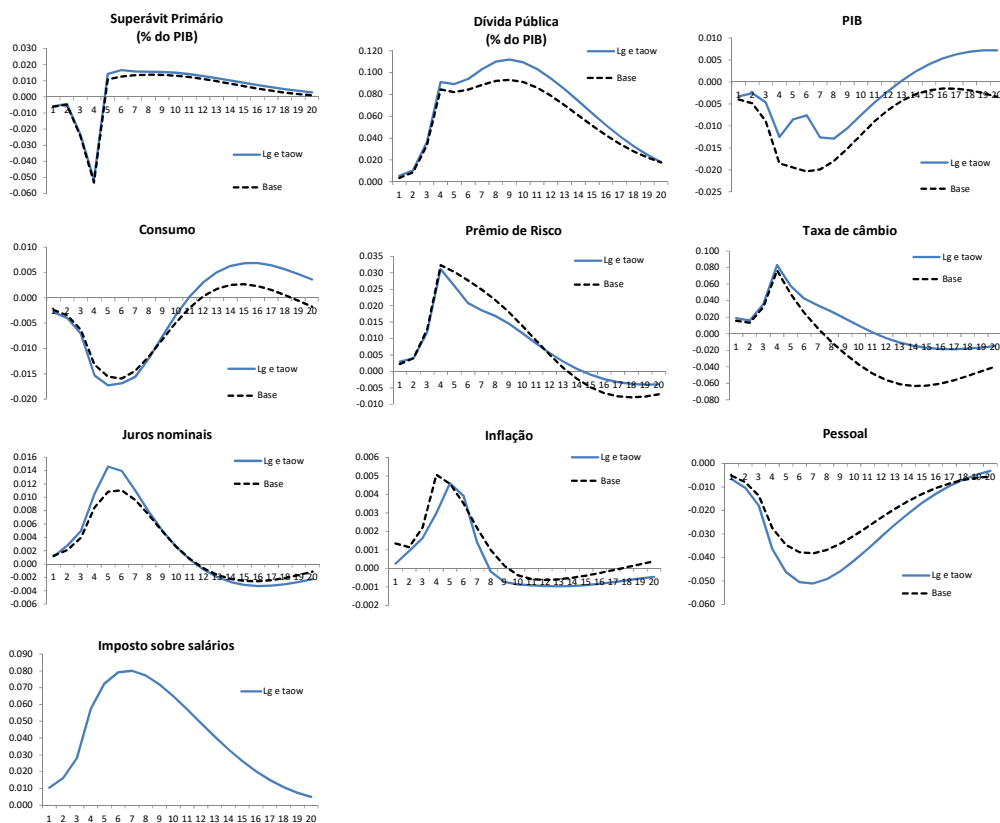 Superávit Primário
(% do PIB)
0.030
0.020
0.010
0.000
-0.010
-0.020
-0.030
-0.040
-0.050
-0.060
1 2 3 4 5 6 7 8 9 10 11 12 13 14 15 16 17 18 19 20
Lg e taow
Base
Dívida Pública
(% do PIB)
0.120
0.100
0.080
0.060
0.040
0.020
0.000
1 2 3 4 5 6 7 8 9 10 11 12 13 14 15 16 17 18 19 20
Lg e taow
Base
PIB
0.010
0.005
0.000
-0.005
-0.010
-0.015
-0.020
-0.025
1 2 3 4 5 6 7 8 9 10 11 12 13 14 15 16 17 18 19 20
Lg e taow
Base
Consumo
0.010
0.005
0.000
-0.005
-0.010
-0.015
-0.020
1 2 3 4 5 6 7 8 9 10 11 12 13 14 15 16 17 18 19 20
Lg e taow
Base
Prêmio de Risco
0.035
0.030
0.025
0.020
0.015
0.010
0.005
0.000
-0.005
-0.010
1 2 3 4 5 6 7 8 9 10 11 12 13 14 15 16 17 18 19 20
Lg e taow
Base
Taxa de câmbio
0.100
0.080
0.060
0.040
0.020
0.000
-0.020
-0.040
-0.060
-0.080
1 2 3 4 5 6 7 8 9 10 11 12 13 14 15 16 17 18 19 20
Lg e taow
Base
Juros nominais
0.016
0.014
0.012
0.010
0.008
0.006
0.004
0.002
0.000
-0.002
-0.004
-0.006
1 2 3 4 5 6 7 8 9 10 11 12 13 14 15 16 17 18 19 20
Lg e taow
Base
Inflação
0.006
0.005
0.004
0.003
0.002
0.001
0.000
-0.001
-0.002
1 2 3 4 5 6 7 8 9 10 11 12 13 14 15 16 17 18 19 20
Lg e taow
Base
Pessoal
0.000
-0.010
-0.020
-0.030
-0.040
-0.050
-0.060
1 2 3 4 5 6 7 8 9 10 11 12 13 14 15 16 17 18 19 20
Lg e taow
Base
Imposto sobre salários
0.090
0.080
0.070
0.060
0.050
0.040
0.030
0.020
0.010
0.000
1 2 3 4 5 6 7 8 9 10 11 12 13 14 15 16 17 18 19 20
Lg e taow